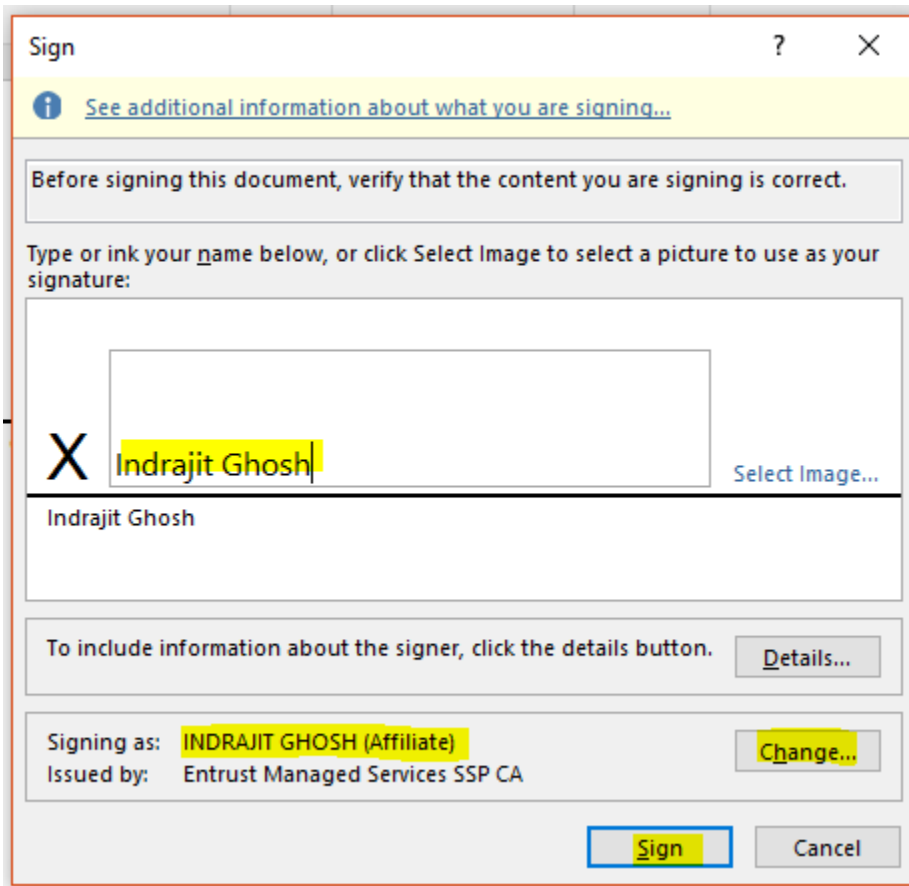 Sign ? X
See additional information about what you are signing...
Before signing this document, verify that the content you are signing is correct.
Type or ink your name below, or click Select Image to select a picture to use as your
signature:
X Indrajit Ghosh
Select Image...
Indrajit Ghosh
To include information about the signer, click the details button. Details...
Signing as: INDRAJIT GHOSH (Affiliate) Change...
Issued by: Entrust Managed Services SSP CA
Sign Cancel